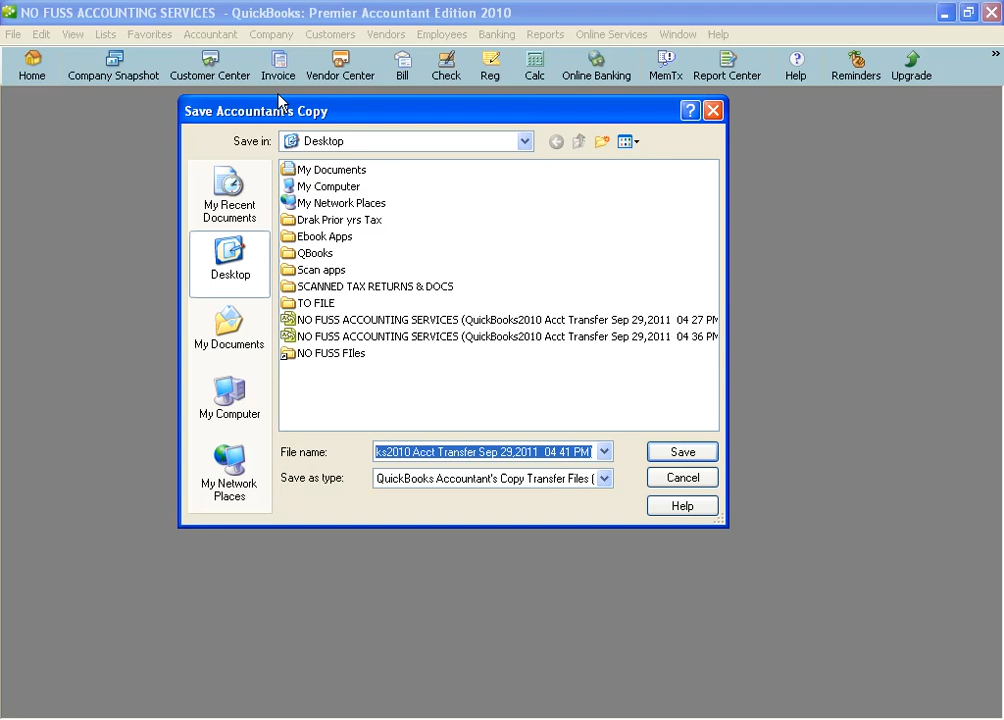 NO FUSS ACCOUNTING SERVICES - QuickBooks: Premier Accountant Edition 2010
File Edit View Lists Favorites Accountant Company Customers Vendors Employees Banking Reports Online Services Window Help
Home Company Snapshot Customer Center Invoice Vendor Center Bill Check Reg Calc Online Banking MemTx Report Center Help Reminders Upgrade
Save Accountant's Copy
Save in: Desktop
My Recent Documents
Desktop
My Documents
My Computer
My Network Places
My Documents
My Computer
My Network Places
Drak Prior yrs Tax
Ebook Apps
QBooks
Scan apps
SCANNED TAX RETURNS & DOCS
TO FILE
NO FUSS ACCOUNTING SERVICES (QuickBooks2010 Acct Transfer Sep 29,2011 04 27 PM
NO FUSS ACCOUNTING SERVICES (QuickBooks2010 Acct Transfer Sep 29,2011 04 36 PM
NO FUSS FIles
File name: ks2010 Acct Transfer Sep 29,2011 04 41 PM) Save
Save as type: QuickBooks Accountant's Copy Transfer Files ( Cancel
Help